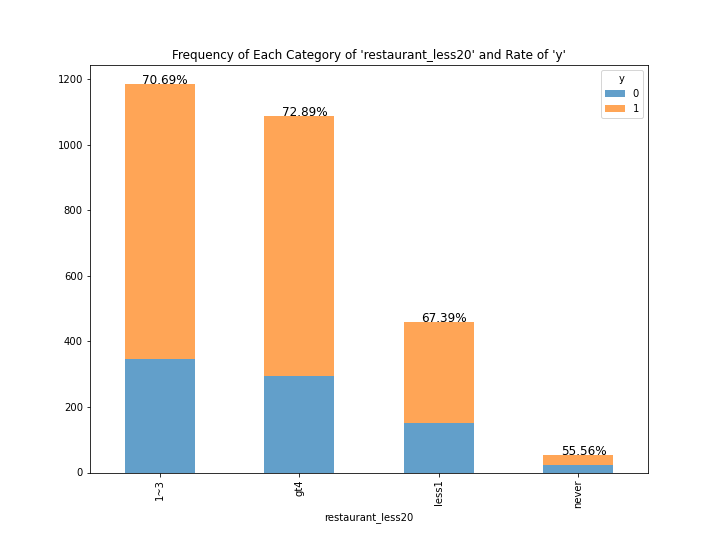 Frequency of Each Category of 'restaurant_less20' and Rate of 'y'
y
0
1
70.69%
72.89%
67.39%
55.56%
1200
1000
800
600
400
200
0
1~3
gt4
less1
never
restaurant_less20